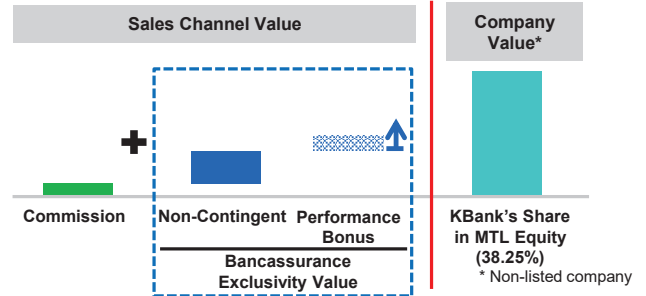 Sales Channel Value
Company
Value*
Commission
Non-Contingent
Performance
Bonus
Bancassurance
Exclusivity Value
KBank's Share
in MTL Equity
(38.25%)
* Non-listed company